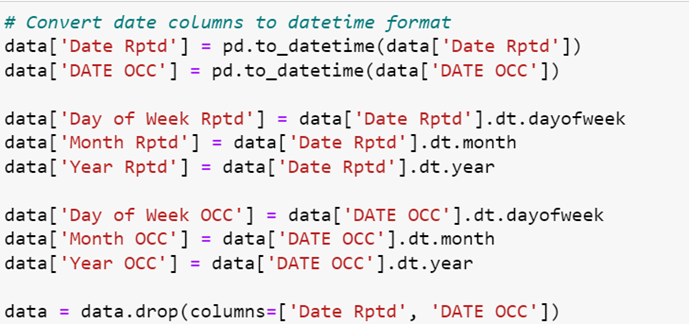 # Convert date columns to datetime format
data['Date Rptd'] = pd.to_datetime(data['Date Rptd'])
data['DATE OCC'] = pd.to_datetime(data['DATE OCC'])
data['Day of Week Rptd'] = data['Date Rptd'].dt.dayofweek
data['Month Rptd'] = data['Date Rptd'].dt.month
data['Year Rptd'] = data['Date Rptd'].dt.year
data['Day of Week OCC'] = data['DATE OCC'].dt.dayofweek
data['Month OCC'] = data['DATE OCC'].dt.month
data['Year OCC'] = data['DATE OCC'].dt.year
data = data.drop(columns=['Date Rptd', 'DATE OCC'])